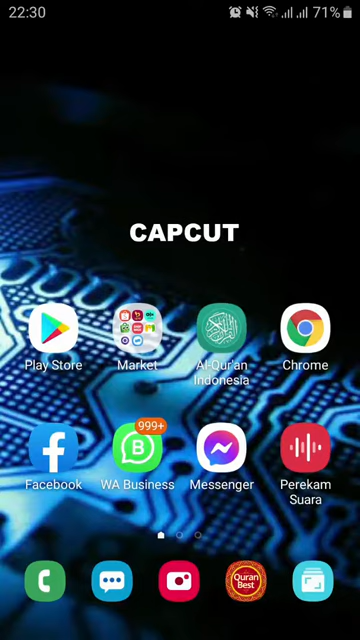 22:30
71%
CAPCUT
Play Store
Market
Al-Qur'an
Indonesia
Chrome
999+
B
Facebook
WA Business
Messenger
Perekam
Suara
Quran
Best